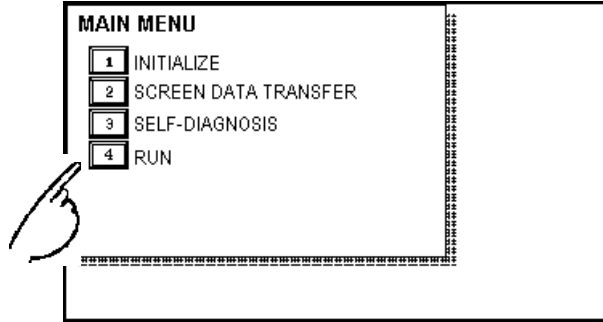 MAIN MENU
1 INITIALIZE
2 SCREEN DATA TRANSFER
3 SELF-DIAGNOSIS
4 RUN